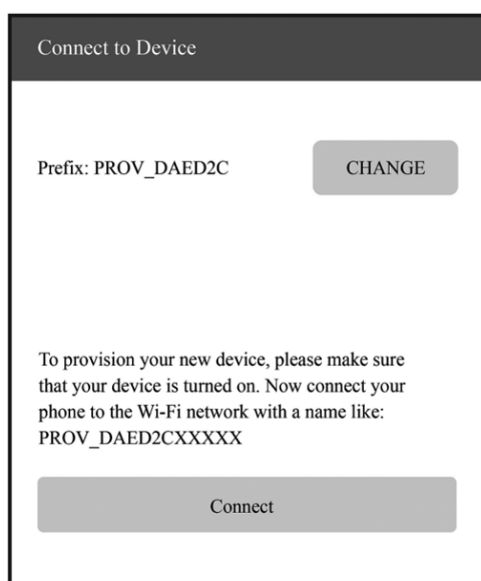 Connect to Device
Prefix: PROV_DAED2C
CHANGE
To provision your new device, please make sure
that your device is turned on. Now connect your
phone to the Wi-Fi network with a name like:
PROV_DAED2CXXXXX
Connect